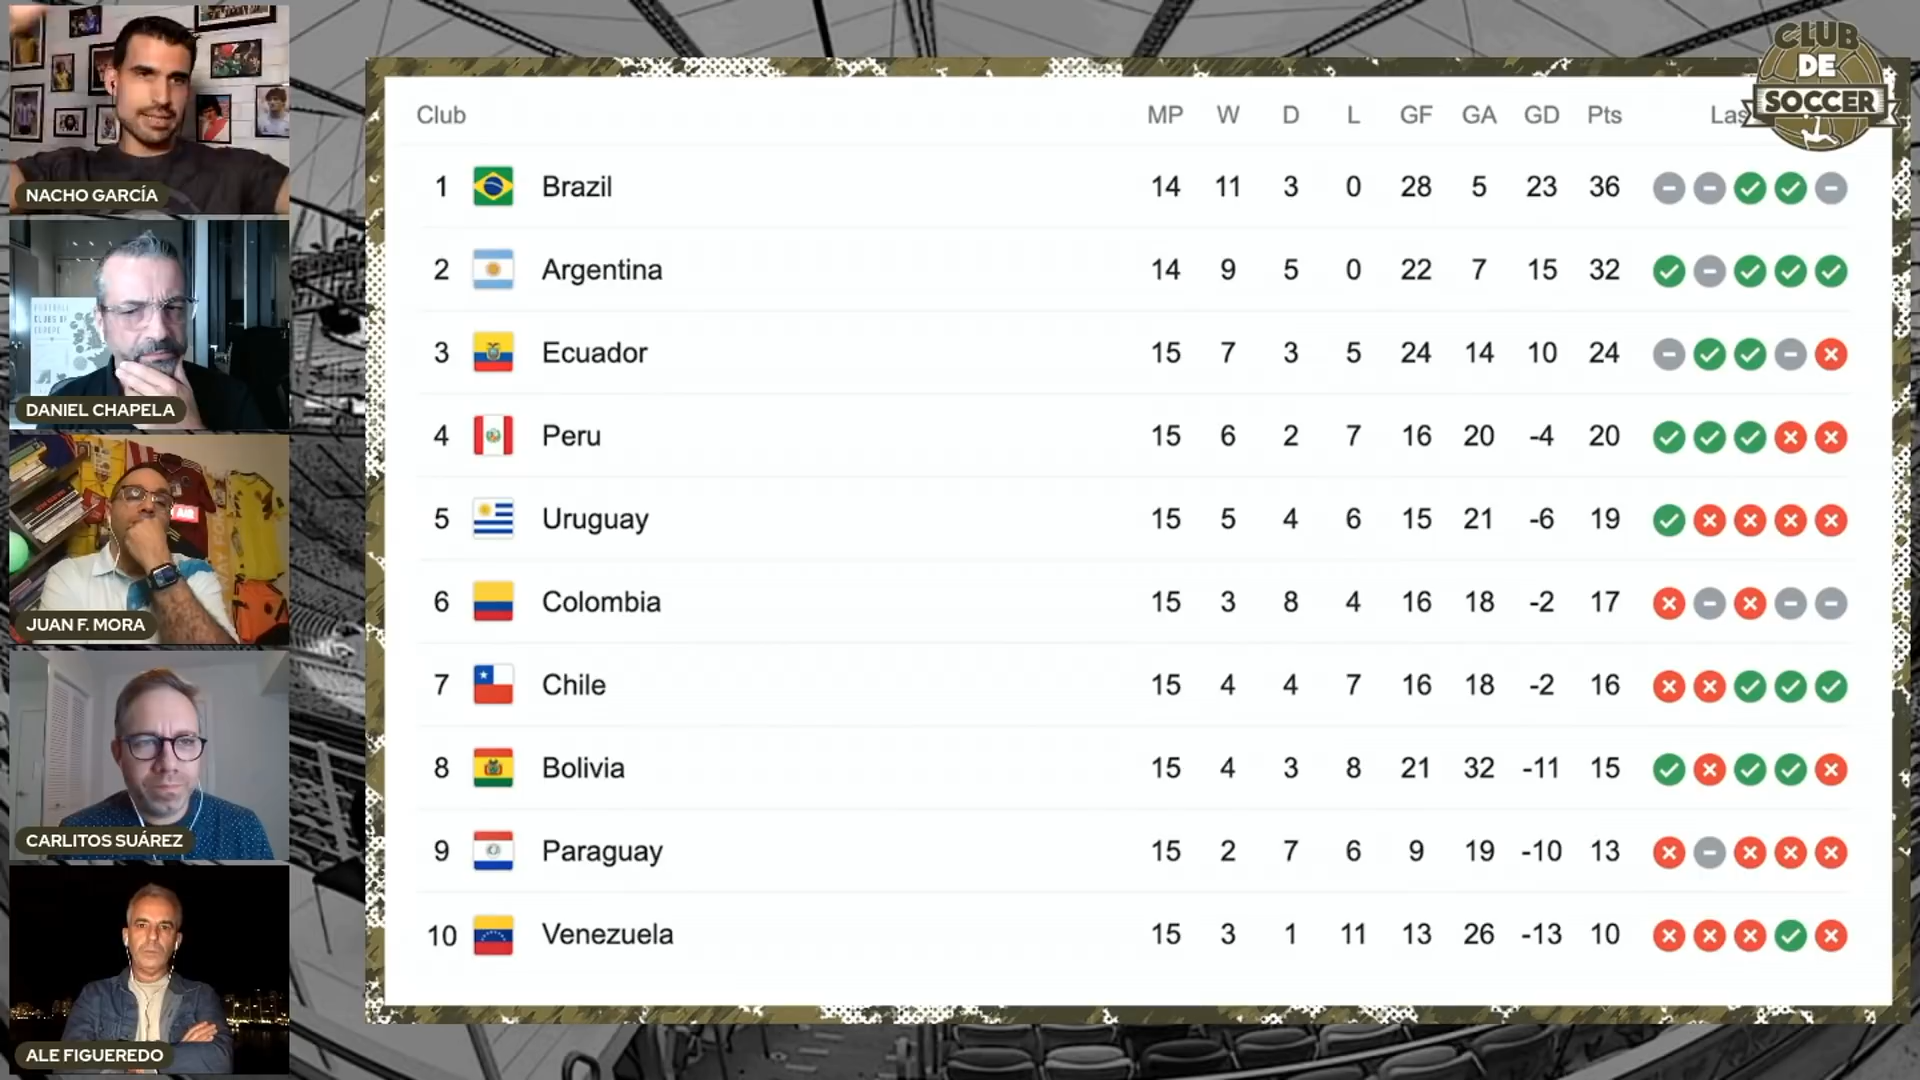 NACHO GARCÍA
DANIEL CHAPELA
JUAN F. MORA
CARLITOS SUÁREZ
ALE FIGUEREDO
CLUB
DE
SOCCER
Club MP W D L GF GA GD Pts
1 Brazil 14 11 3 0 28 5 23 36
2 Argentina 14 9 5 0 22 7 15 32
3 Ecuador 15 7 3 5 24 14 10 24
4 Peru 15 6 2 7 16 20 -4 20
5 Uruguay 15 5 4 6 15 21 -6 19
6 Colombia 15 3 8 4 16 18 -2 17
7 Chile 15 4 4 7 16 18 -2 16
8 Bolivia 15 4 3 8 21 32 -11 15
9 Paraguay 15 2 7 6 9 19 -10 13
10 Venezuela 15 3 1 11 13 26 -13 10